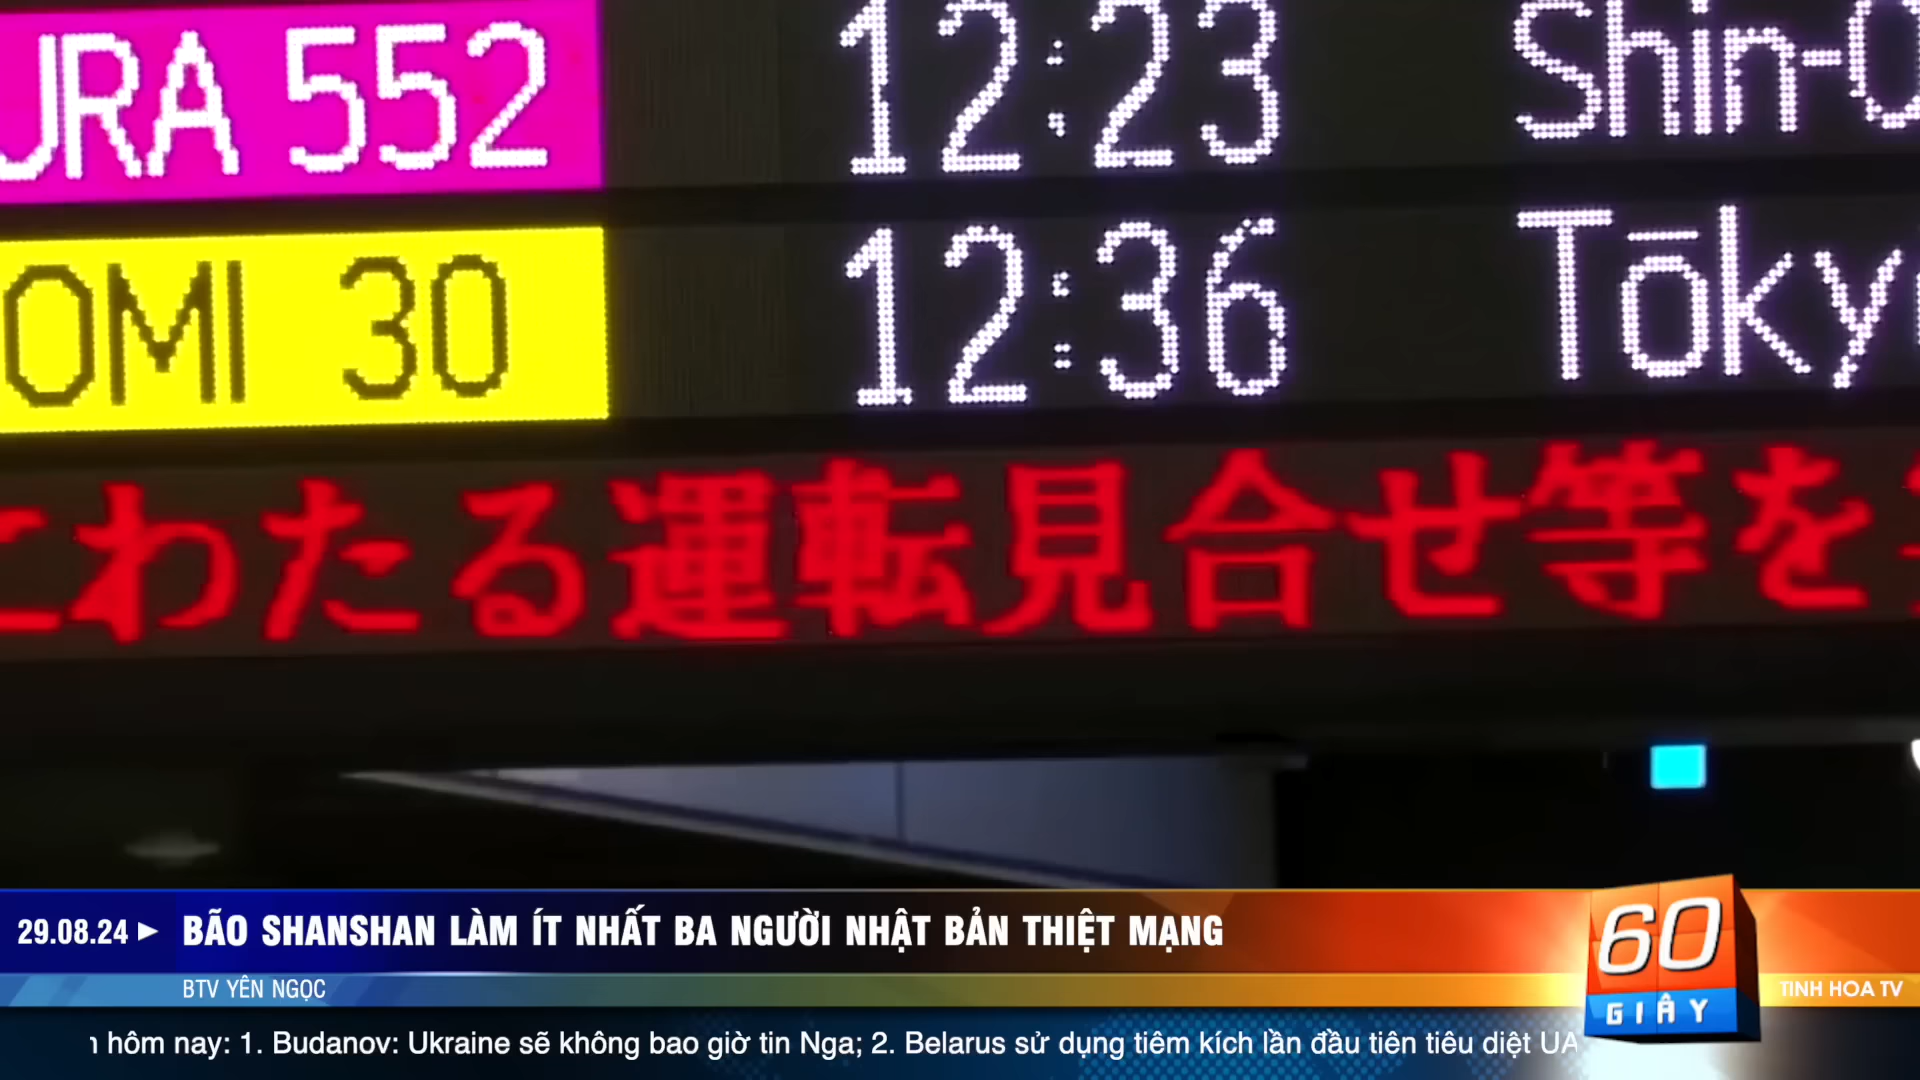 URA 552 12:23 Shin-O
OMI 30 12:36 Tōky
にわたる運転見合せ等を
29.08.24 BÃO SHANSHAN LÀM ÍT NHẤT BA NGƯỜI NHẬT BẢN THIỆT MẠNG
BTV YÊN NGỌC
60 GIÂY
TINH HOA TV
hôm nay: 1. Budanov: Ukraine sẽ không bao giờ tin Nga; 2. Belarus sử dụng tiêm kích lần đầu tiên tiêu diệt UA